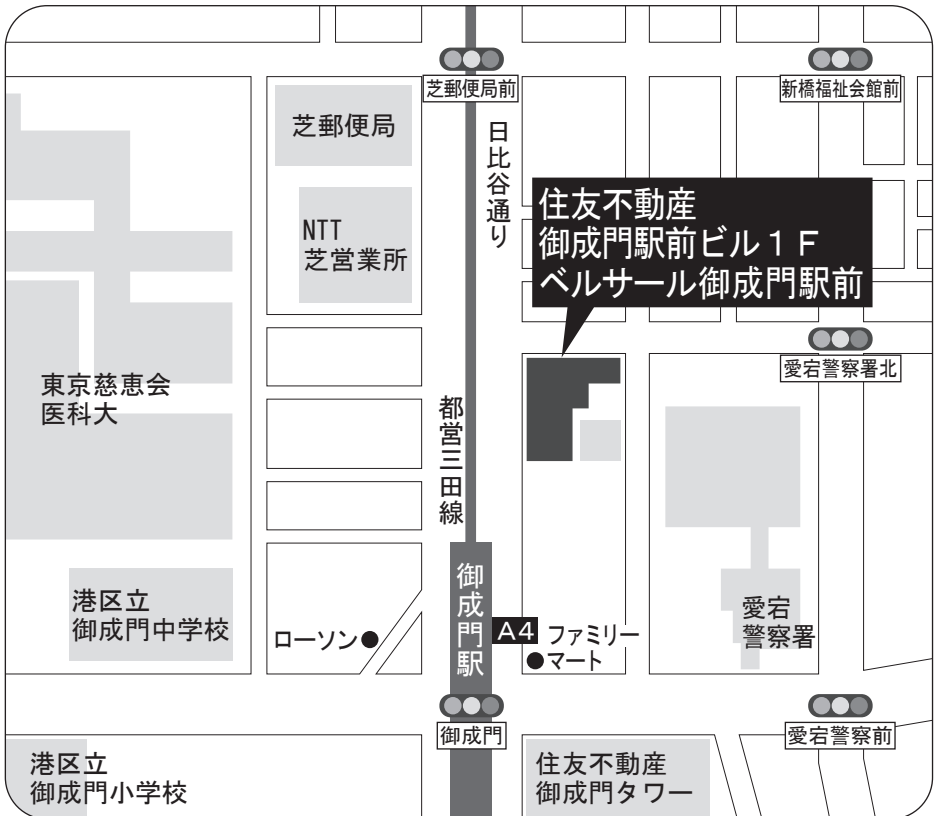 芝郵便局前
新橋福祉会館前
芝郵便局
日比谷通り
NTT
芝営業所
住友不動産
御成門駅前ビル１Ｆ
ベルサール御成門駅前
愛宕警察署北
東京慈恵会
医科大
都営三田線
御成門駅
港区立
御成門中学校
ローソン●
A4
ファミリー
●マート
愛宕
警察署
御成門
愛宕警察前
港区立
御成門小学校
住友不動産
御成門タワー